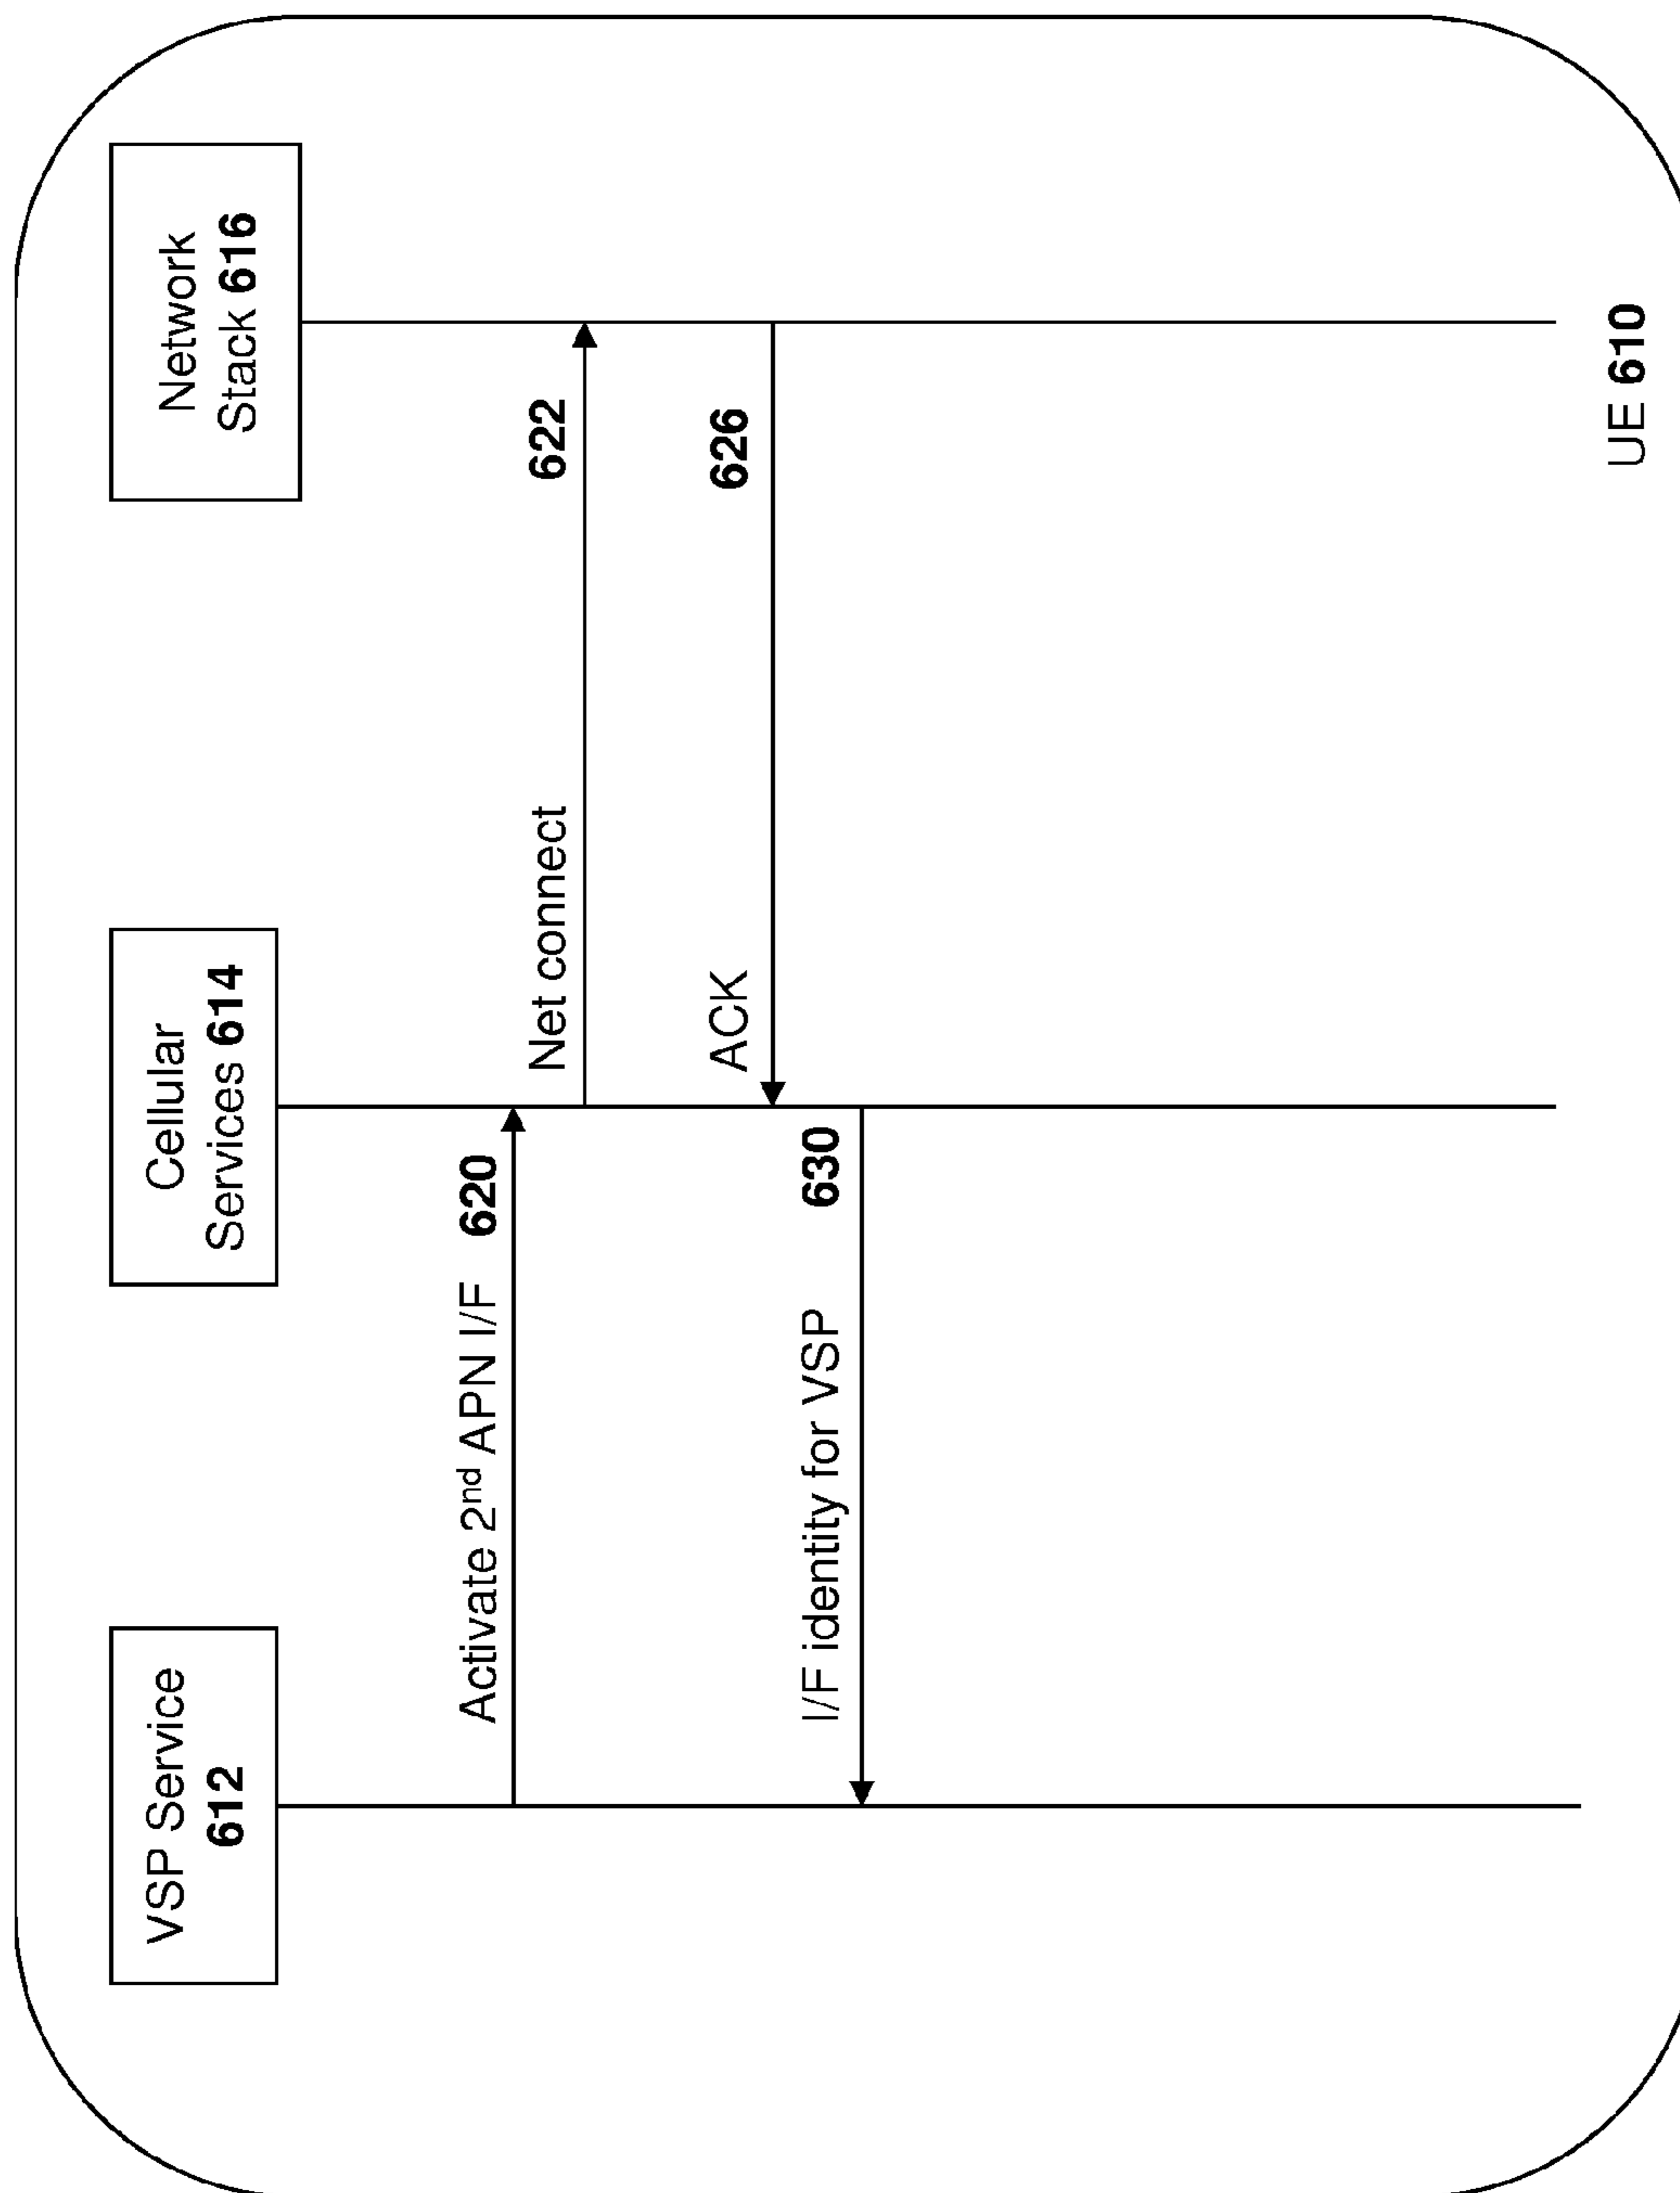 VSP Service
612
Cellular
Services 614
Network
Stack 616
Activate 2nd APN I/F 620
Net connect 622
ACK 626
I/F identity for VSP 630
UE 610